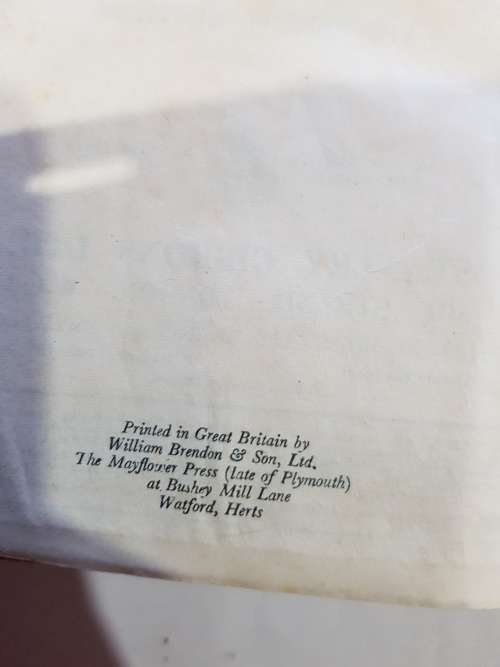 Printed in Great Britain by
William Brendon & Son, Ltd.
The Mayflower Press (late of Plymouth)
at Bushey Mill Lane
Watford, Herts